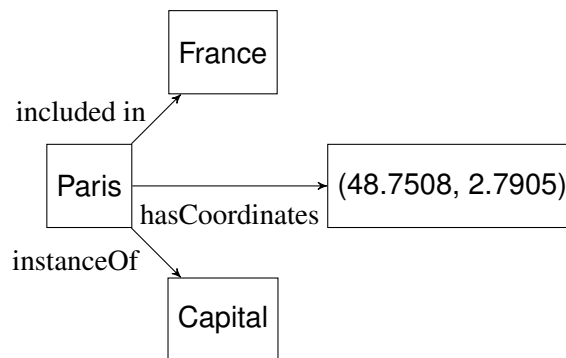 France
included in
Paris
(48.7508, 2.7905)
hasCoordinates
instanceOf
Capital